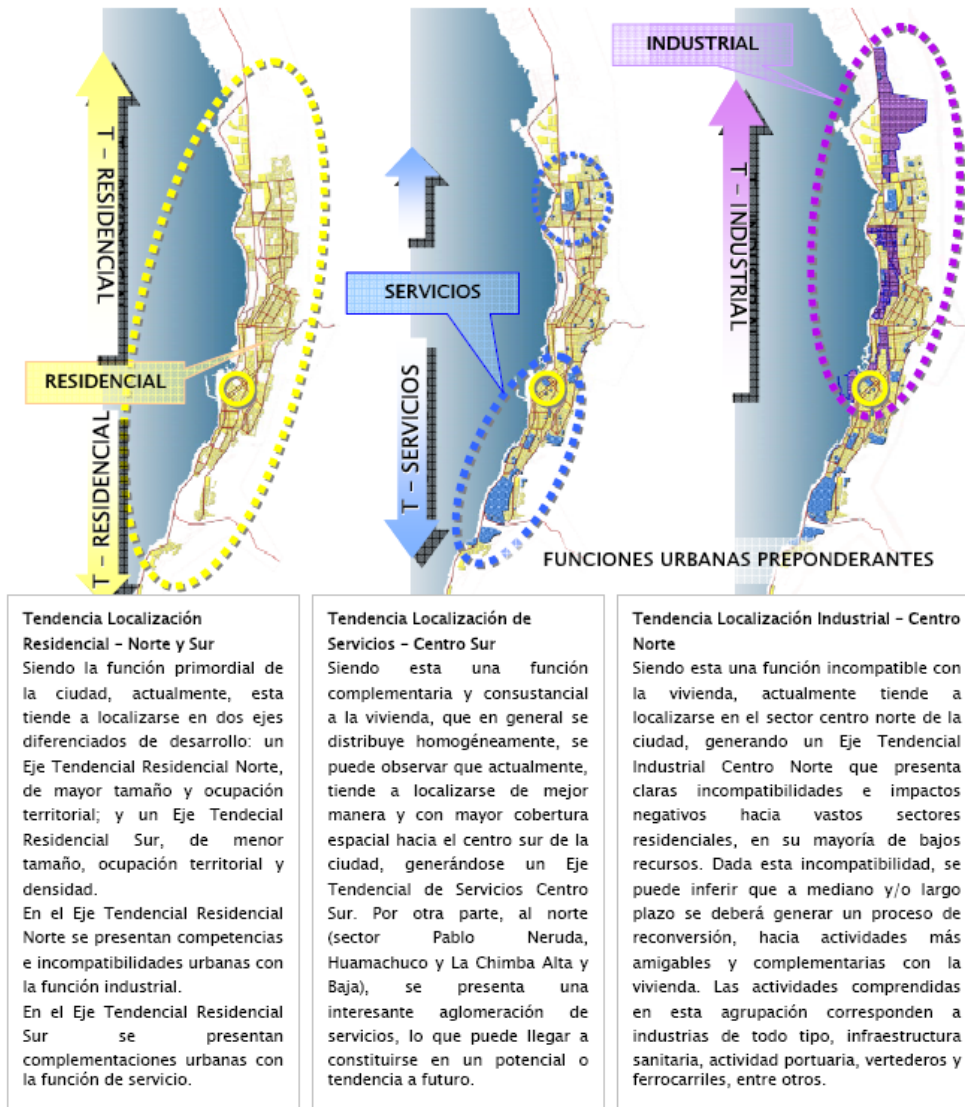 INDUSTRIAL
T – RESIDENCIAL
T – INDUSTRIAL
SERVICIOS
RESIDENCIAL
T – SERVICIOS
T – RESIDENCIAL
FUNCIONES URBANAS PREPONDERANTES
Tendencia Localización
Residencial – Norte y Sur
Siendo la función primordial de
la ciudad, actualmente, esta
tiende a localizarse en dos ejes
diferenciados de desarrollo: un
Eje Tendencial Residencial Norte,
de mayor tamaño y ocupación
territorial; y un Eje Tendecial
Residencial Sur, de menor
tamaño, ocupación territorial y
densidad.
En el Eje Tendencial Residencial
Norte se presentan competencias
e incompatibilidades urbanas con
la función industrial.
En el Eje Tendencial Residencial
Sur se presentan
complementaciones urbanas con
la función de servicio.
Tendencia Localización de
Servicios – Centro Sur
Siendo esta una función
complementaria y consustancial
a la vivienda, que en general se
distribuye homogéneamente, se
puede observar que actualmente,
tiende a localizarse de mejor
manera y con mayor cobertura
espacial hacia el centro sur de la
ciudad, generándose un Eje
Tendencial de Servicios Centro
Sur. Por otra parte, al norte
(sector Pablo Neruda,
Huamachuco y La Chimba Alta y
Baja), se presenta una
interesante aglomeración de
servicios, lo que puede llegar a
constituirse en un potencial o
tendencia a futuro.
Tendencia Localización Industrial – Centro
Norte
Siendo esta una función incompatible con
la vivienda, actualmente tiende a
localizarse en el sector centro norte de la
ciudad, generando un Eje Tendencial
Industrial Centro Norte que presenta
claras incompatibilidades e impactos
negativos hacia vastos sectores
residenciales, en su mayoría de bajos
recursos. Dada esta incompatibilidad, se
puede inferir que a mediano y/o largo
plazo se deberá generar un proceso de
reconversión, hacia actividades más
amigables y complementarias con la
vivienda. Las actividades comprendidas
en esta agrupación corresponden a
industrias de todo tipo, infraestructura
sanitaria, actividad portuaria, vertederos y
ferrocarriles, entre otros.